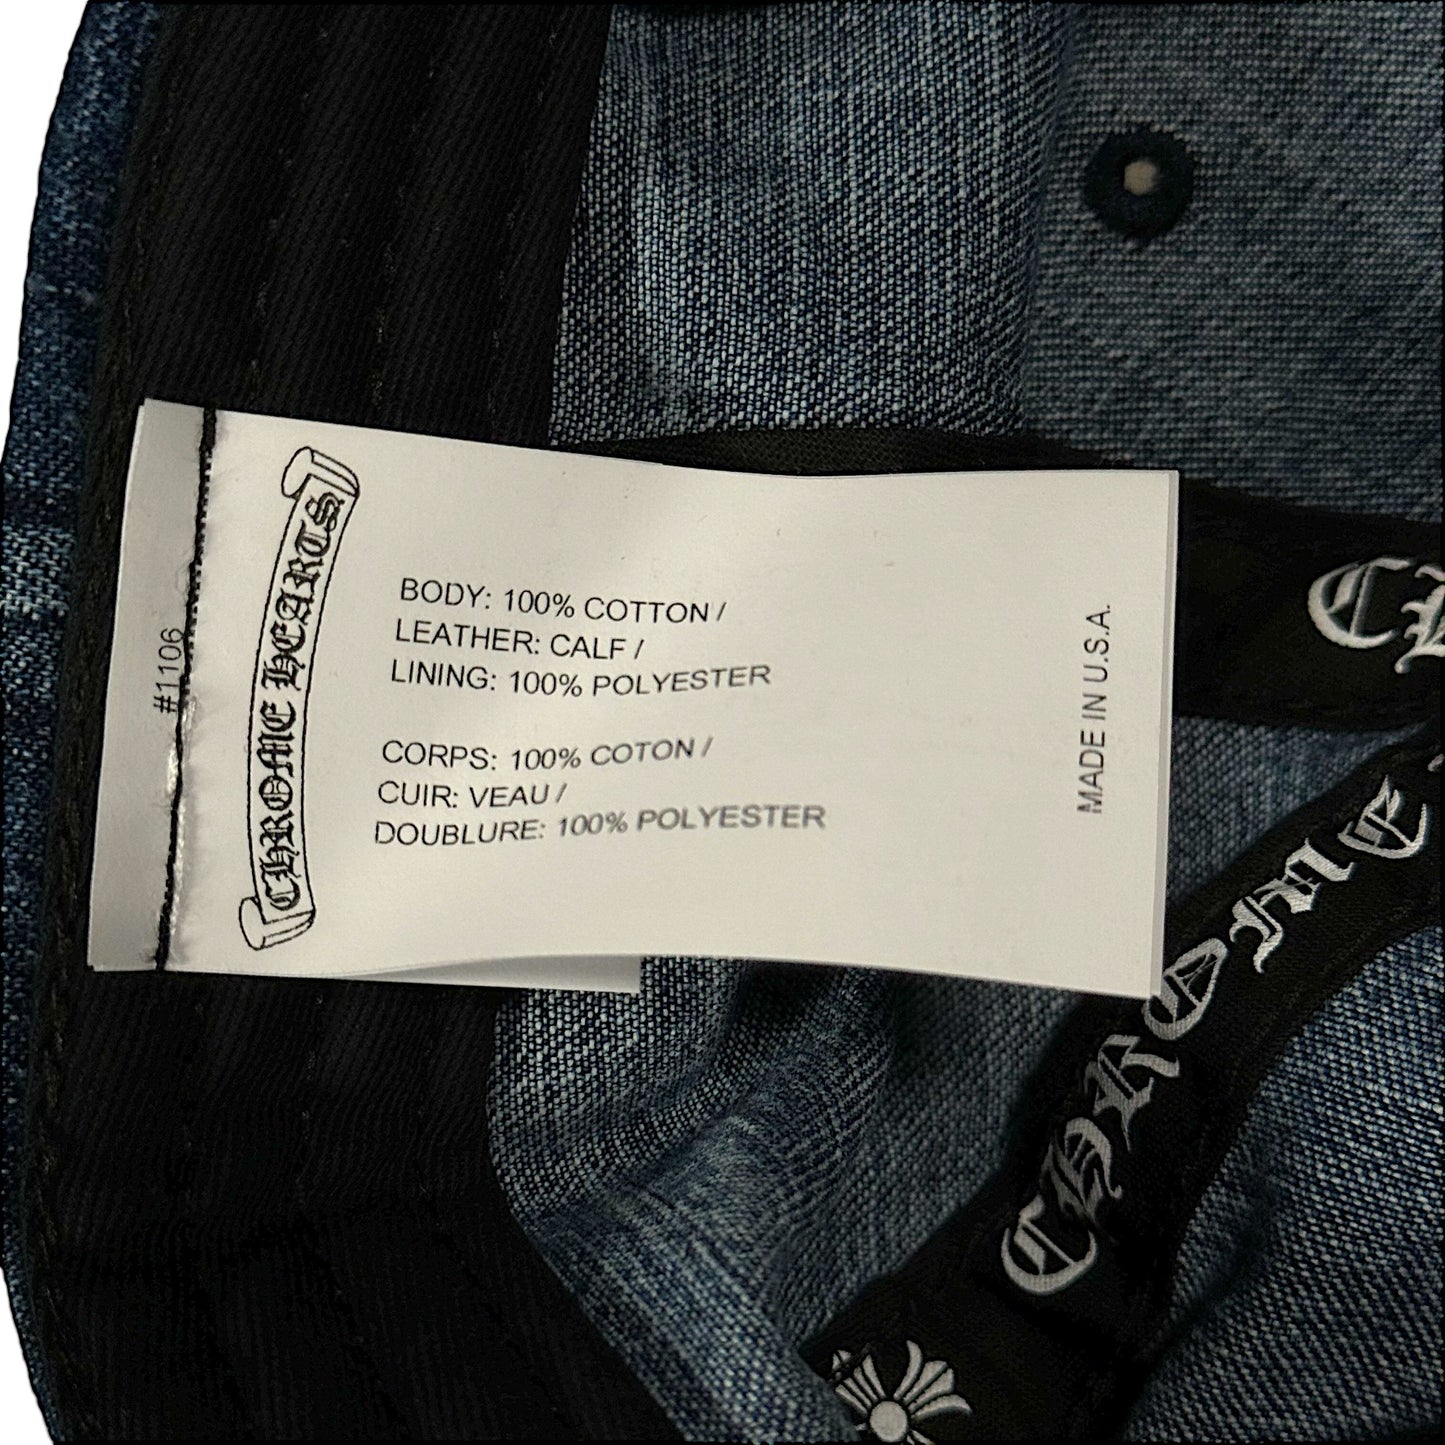 #1106
CHROME HEARTS
BODY: 100% COTTON /
LEATHER: CALF /
LINING: 100% POLYESTER
CORPS: 100% COTON /
CUIR: VEAU /
DOUBLURE: 100% POLYESTER
MADE IN U.S.A.
CH
CHROME